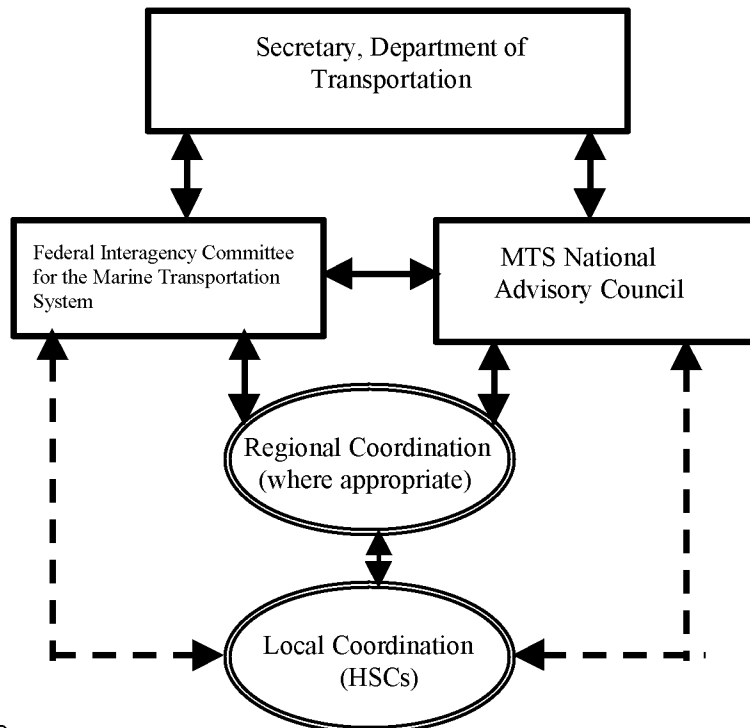 Secretary, Department of
Transportation
Federal Interagency Committee
for the Marine Transportation
System
MTS National
Advisory Council
Regional Coordination
(where appropriate)
Local Coordination
(HSCs)